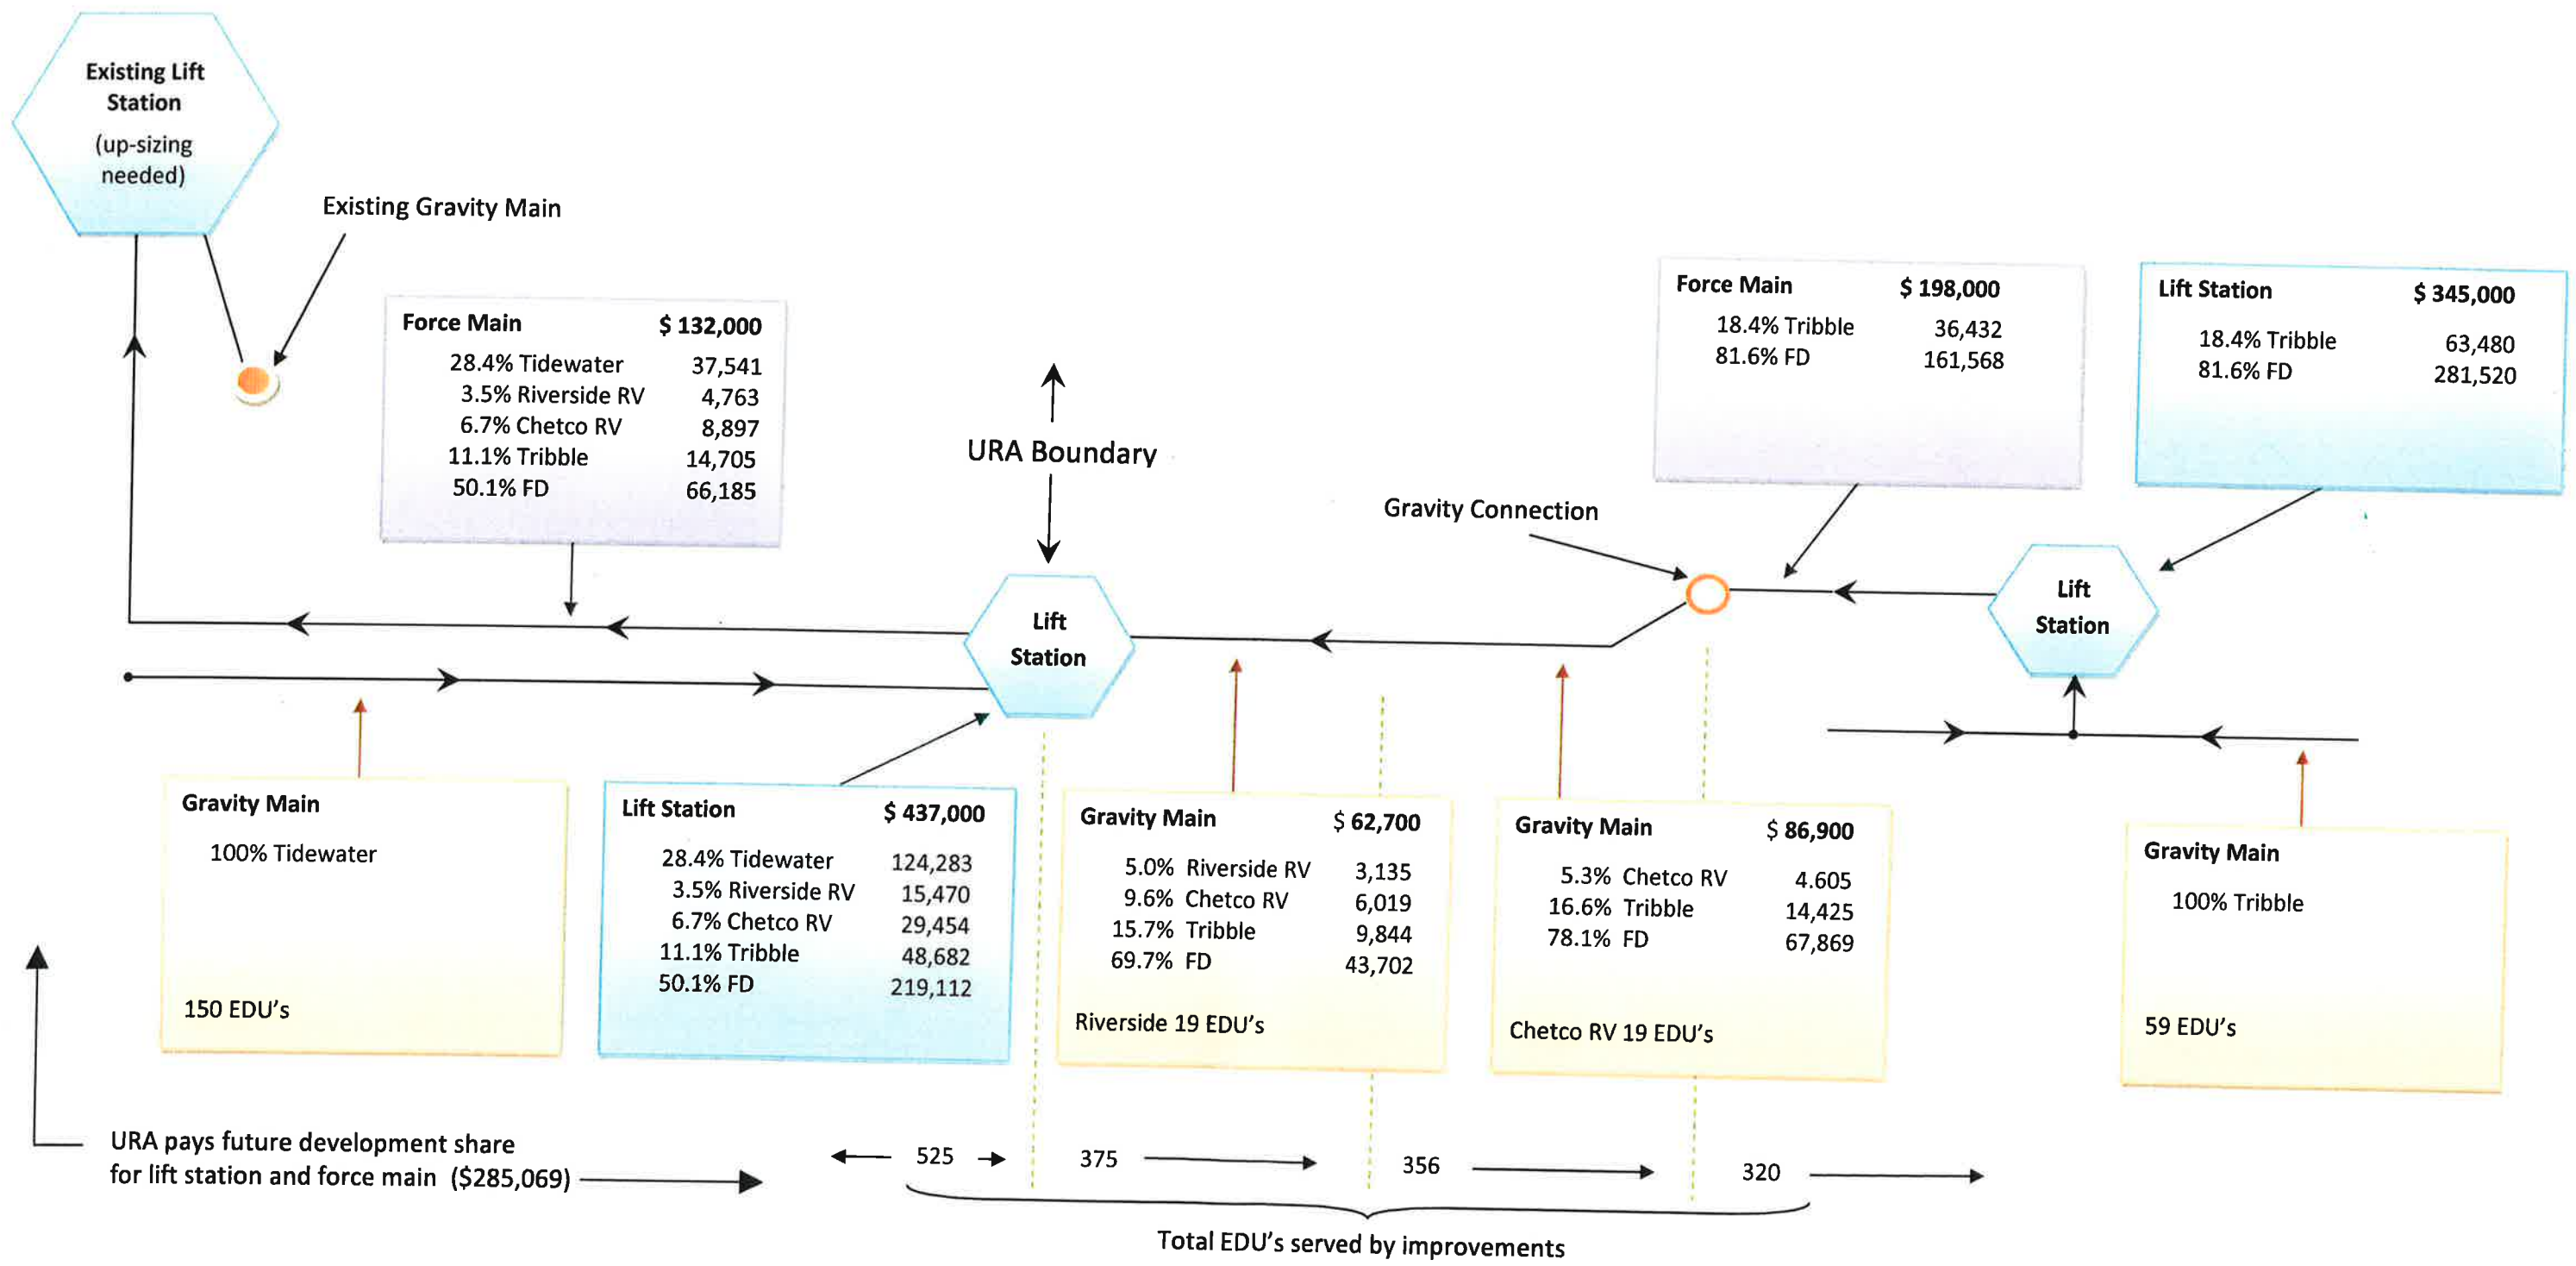 Existing Lift
Station
(up-sizing
needed)
Existing Gravity Main
Force Main $ 132,000
28.4% Tidewater 37,541
3.5% Riverside RV 4,763
6.7% Chetco RV 8,897
11.1% Tribble 14,705
50.1% FD 66,185
URA Boundary
Gravity Connection
Force Main $ 198,000
18.4% Tribble 36,432
81.6% FD 161,568
Lift Station $ 345,000
18.4% Tribble 63,480
81.6% FD 281,520
Lift
Station
Lift
Station
Gravity Main
100% Tidewater
150 EDU's
Lift Station $ 437,000
28.4% Tidewater 124,283
3.5% Riverside RV 15,470
6.7% Chetco RV 29,454
11.1% Tribble 48,682
50.1% FD 219,112
Gravity Main $ 62,700
5.0% Riverside RV 3,135
9.6% Chetco RV 6,019
15.7% Tribble 9,844
69.7% FD 43,702
Riverside 19 EDU's
Gravity Main $ 86,900
5.3% Chetco RV 4.605
16.6% Tribble 14,425
78.1% FD 67,869
Chetco RV 19 EDU's
Gravity Main
100% Tribble
59 EDU's
URA pays future development share
for lift station and force main ($285,069)
525 375 356 320
Total EDU's served by improvements